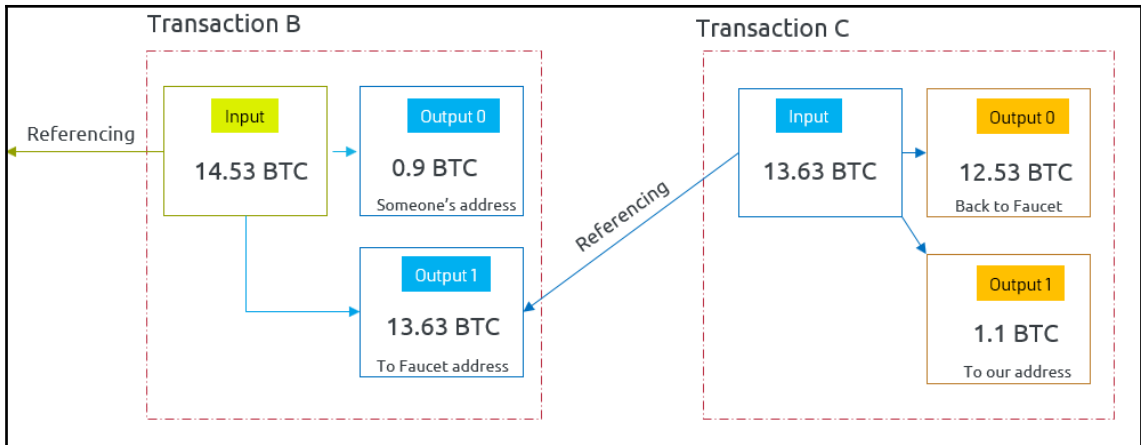 Transaction B
Input
14.53 BTC
Output 0
0.9 BTC
Someone's address
Output 1
13.63 BTC
To Faucet address
Referencing
Referencing
Transaction C
Input
13.63 BTC
Output 0
12.53 BTC
Back to Faucet
Output 1
1.1 BTC
To our address